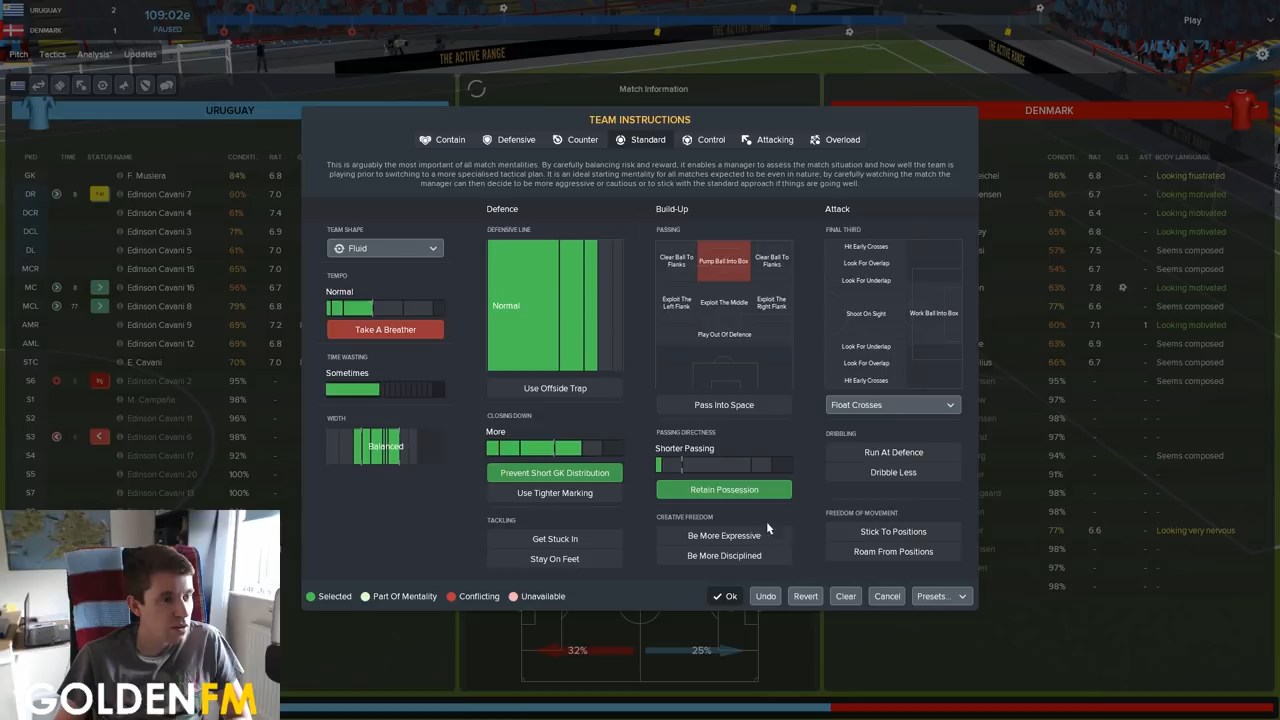 URUGUAY 2
DENMARK 1
109:02e
PAUSED
THE ACTIVE RANGE
THE ACTIVE RANGE
Play
Pitch Tactics Analysis* Updates
URUGUAY
Match Information
DENMARK
PKD TIME STATUS NAME CONDITI... RAT
CONDITI... RAT GLS AST BODY LANGUAGE
GK F. Muslera 84% 6.8
DR 8 Edinson Cavani 7 60% 7.0
DCR Edinson Cavani 4 61% 7.4
DCL Edinson Cavani 3 71% 6.9
DL Edinson Cavani 5 61% 7.0
MCR Edinson Cavani 15 46% 7.0
MC 8 Edinson Cavani 16 56% 6.7
MCL 77 Edinson Cavani 8 79% 6.8
AMR Edinson Cavani 9 69% 7.2
AML Edinson Cavani 12 69% 6.8
STC E. Cavani 70% 7.0
S6 Edinson Cavani 2 95% -
S1 M. Campaña 98% -
S2 Edinson Cavani 11 96% -
S3 Edinson Cavani 6 98% -
S4 Edinson Cavani 17 92% -
S5 Edinson Cavani 20 100% -
S7 Edinson Cavani 13 98% -
TEAM INSTRUCTIONS
Contain Defensive Counter Standard Control Attacking Overload
This is arguably the most important of all match mentalities. By carefully balancing risk and reward, it enables a manager to assess the match situation and how well the team is
playing prior to switching to a more specialised tactical plan. It is an ideal starting mentality for all matches expected to be even in nature; by carefully watching the match the
manager can then decide to be more aggressive or cautious or to stick with the standard approach if things are going well.
TEAM SHAPE
Fluid
TEMPO
Normal
Take A Breather
TIME WASTING
Sometimes
WIDTH
Balanced
Defence
DEFENSIVE LINE
Normal
Use Offside Trap
CLOSING DOWN
More
Prevent Short GK Distribution
Use Tighter Marking
TACKLING
Get Stuck In
Stay On Feet
Build-Up
PASSING
Clear Ball To Flanks
Pump Ball Into Box
Clear Ball To Flanks
Exploit The Left Flank
Exploit The Middle
Exploit The Right Flank
Play Out Of Defence
Pass Into Space
PASSING DIRECTNESS
Shorter Passing
Retain Possession
CREATIVE FREEDOM
Be More Expressive
Be More Disciplined
Attack
FINAL THIRD
Hit Early Crosses
Look For Overlap
Look For Underlap
Shoot On Sight
Work Ball Into Box
Look For Underlap
Look For Overlap
Hit Early Crosses
Float Crosses
DRIBBLING
Run At Defence
Dribble Less
FREEDOM OF MOVEMENT
Stick To Positions
Roam From Positions
Selected Part Of Mentality Conflicting Unavailable
Ok Undo Revert Clear Cancel Presets...
86% 6.8 - Looking frustrated
66% 6.7 - Looking motivated
63% 6.4 - Looking motivated
65% 6.8 - Looking motivated
62% 7.5 - Seems composed
54% 6.7 - Looking motivated
63% 7.8 - Looking motivated
77% 6.6 - Seems composed
60% 7.1 1 Looking motivated
62% 6.8 - Seems composed
66% 6.7 - Seems composed
95% -
97% -
97% -
98% -
94% - Seems composed
98% -
98% -
77% 6.6 - Looking very nervous
98% -
98% -
98% -
32% 25%
GOLDENFM